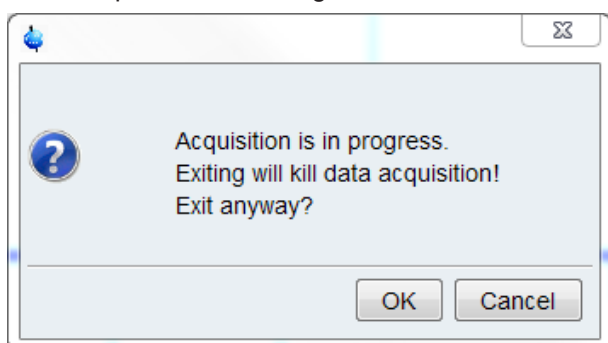 Acquisition is in progress.
Exiting will kill data acquisition!
Exit anyway?
OK Cancel